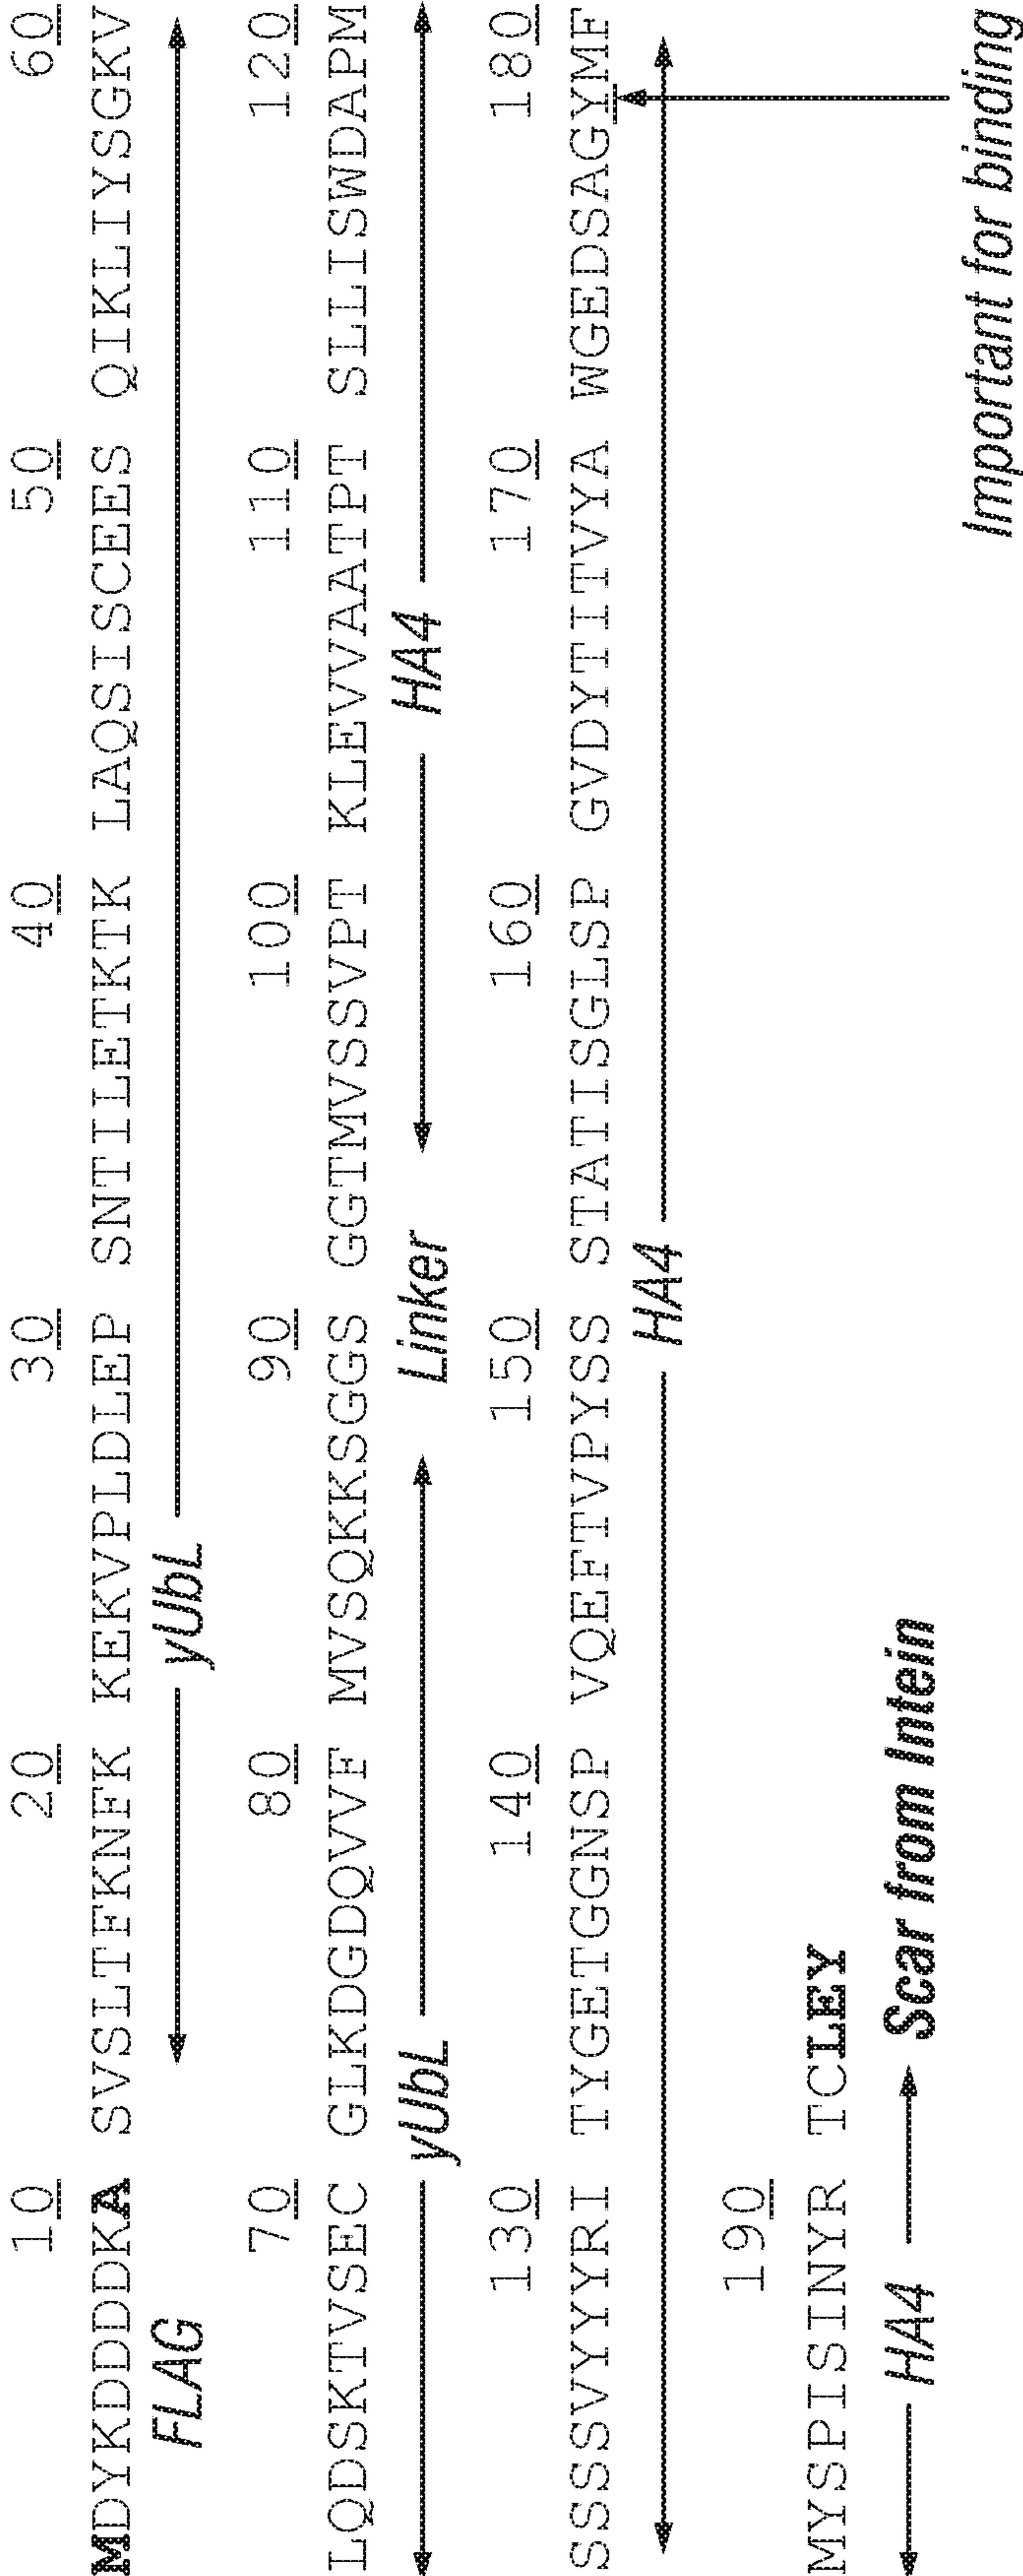 10 20 30 40 50 60
MDYKDDDDKA SVSLTFKNFK KEKVPLDLEP SNTILETKTK LAQSISCEES QIKLIYSGKV
FLAG yUbL
70 80 90 100 110 120
LQDSKTVSEC GLKDGDQVVF MVSQKKSGGS GGTMVSSVPT KLEVVAATPT SLLISWDAPM
yUbL Linker HA4
130 140 150 160 170 180
SSSSVYYYRI TYGETGGNSP VQEFTVPYSS STATISGLSP GVDYTITVYA WGEDSAGYMF
HA4
190
MYSPISINYR TCLEY
HA4 Scar from Intein
Important for binding